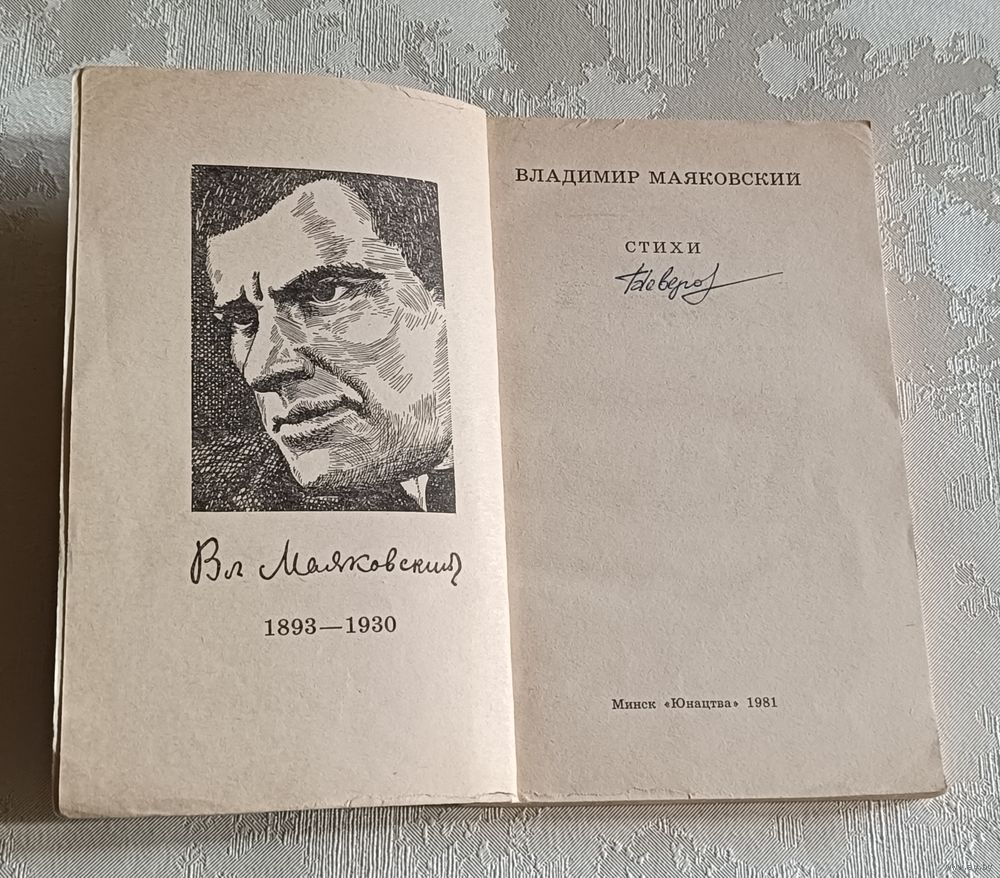 Вл Маяковский
1893—1930
ВЛАДИМИР МАЯКОВСКИЙ
СТИХИ
Минск «Юнацтва» 1981